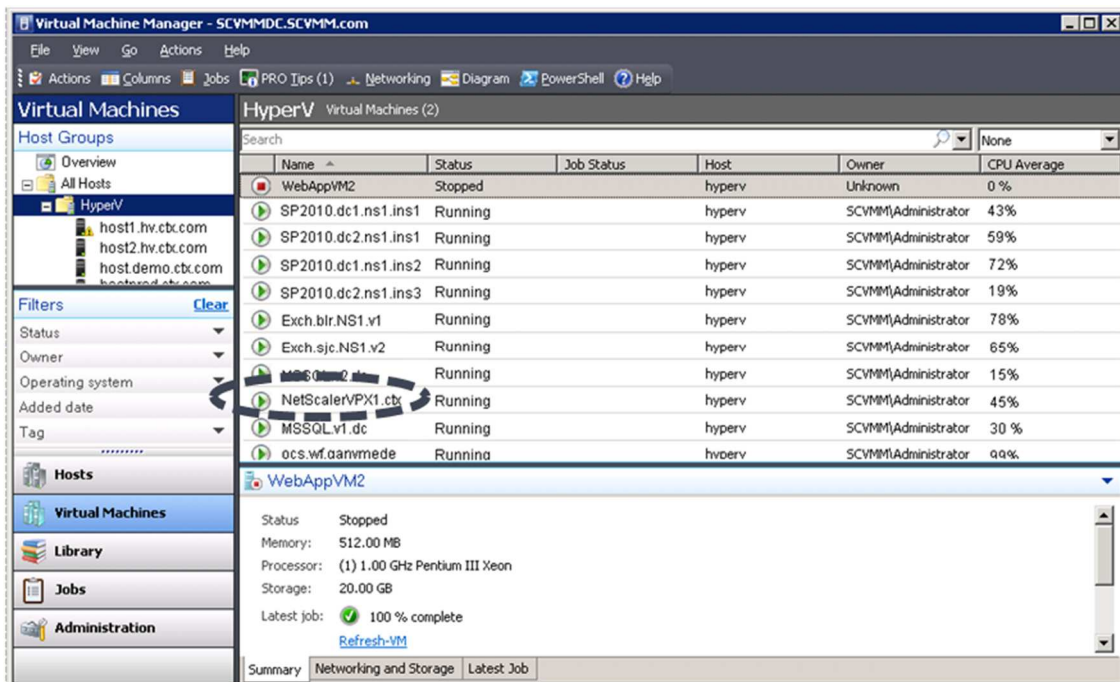 Virtual Machine Manager - SCVMMDC.SCVMM.com
File View Go Actions Help
Actions Columns Jobs PRO Tips (1) Networking Diagram PowerShell Help
Virtual Machines
Host Groups
Overview
All Hosts
HyperV
host1.hv.ctx.com
host2.hv.ctx.com
host.demo.ctx.com
Filters Clear
Status
Owner
Operating system
Added date
Tag
Hosts
Virtual Machines
Library
Jobs
Administration
HyperV Virtual Machines (2)
Search None
Name Status Job Status Host Owner CPU Average
WebAppVM2 Stopped hyperv Unknown 0 %
SP2010.dc1.ns1.ins1 Running hyperv SCVMM\Administrator 43%
SP2010.dc2.ns1.ins1 Running hyperv SCVMM\Administrator 59%
SP2010.dc1.ns1.ins2 Running hyperv SCVMM\Administrator 72%
SP2010.dc2.ns1.ins3 Running hyperv SCVMM\Administrator 19%
Exch.blr.NS1.v1 Running hyperv SCVMM\Administrator 78%
Exch.sjc.NS1.v2 Running hyperv SCVMM\Administrator 65%
Running hyperv SCVMM\Administrator 15%
NetScalerVPX1.ctx Running hyperv SCVMM\Administrator 45%
MSSQL.v1.dc Running hyperv SCVMM\Administrator 30 %
ocs.wf.ganymede Running hyperv SCVMM\Administrator 99%
WebAppVM2
Status Stopped
Memory: 512.00 MB
Processor: (1) 1.00 GHz Pentium III Xeon
Storage: 20.00 GB
Latest job: 100 % complete
Refresh-VM
Summary Networking and Storage Latest Job